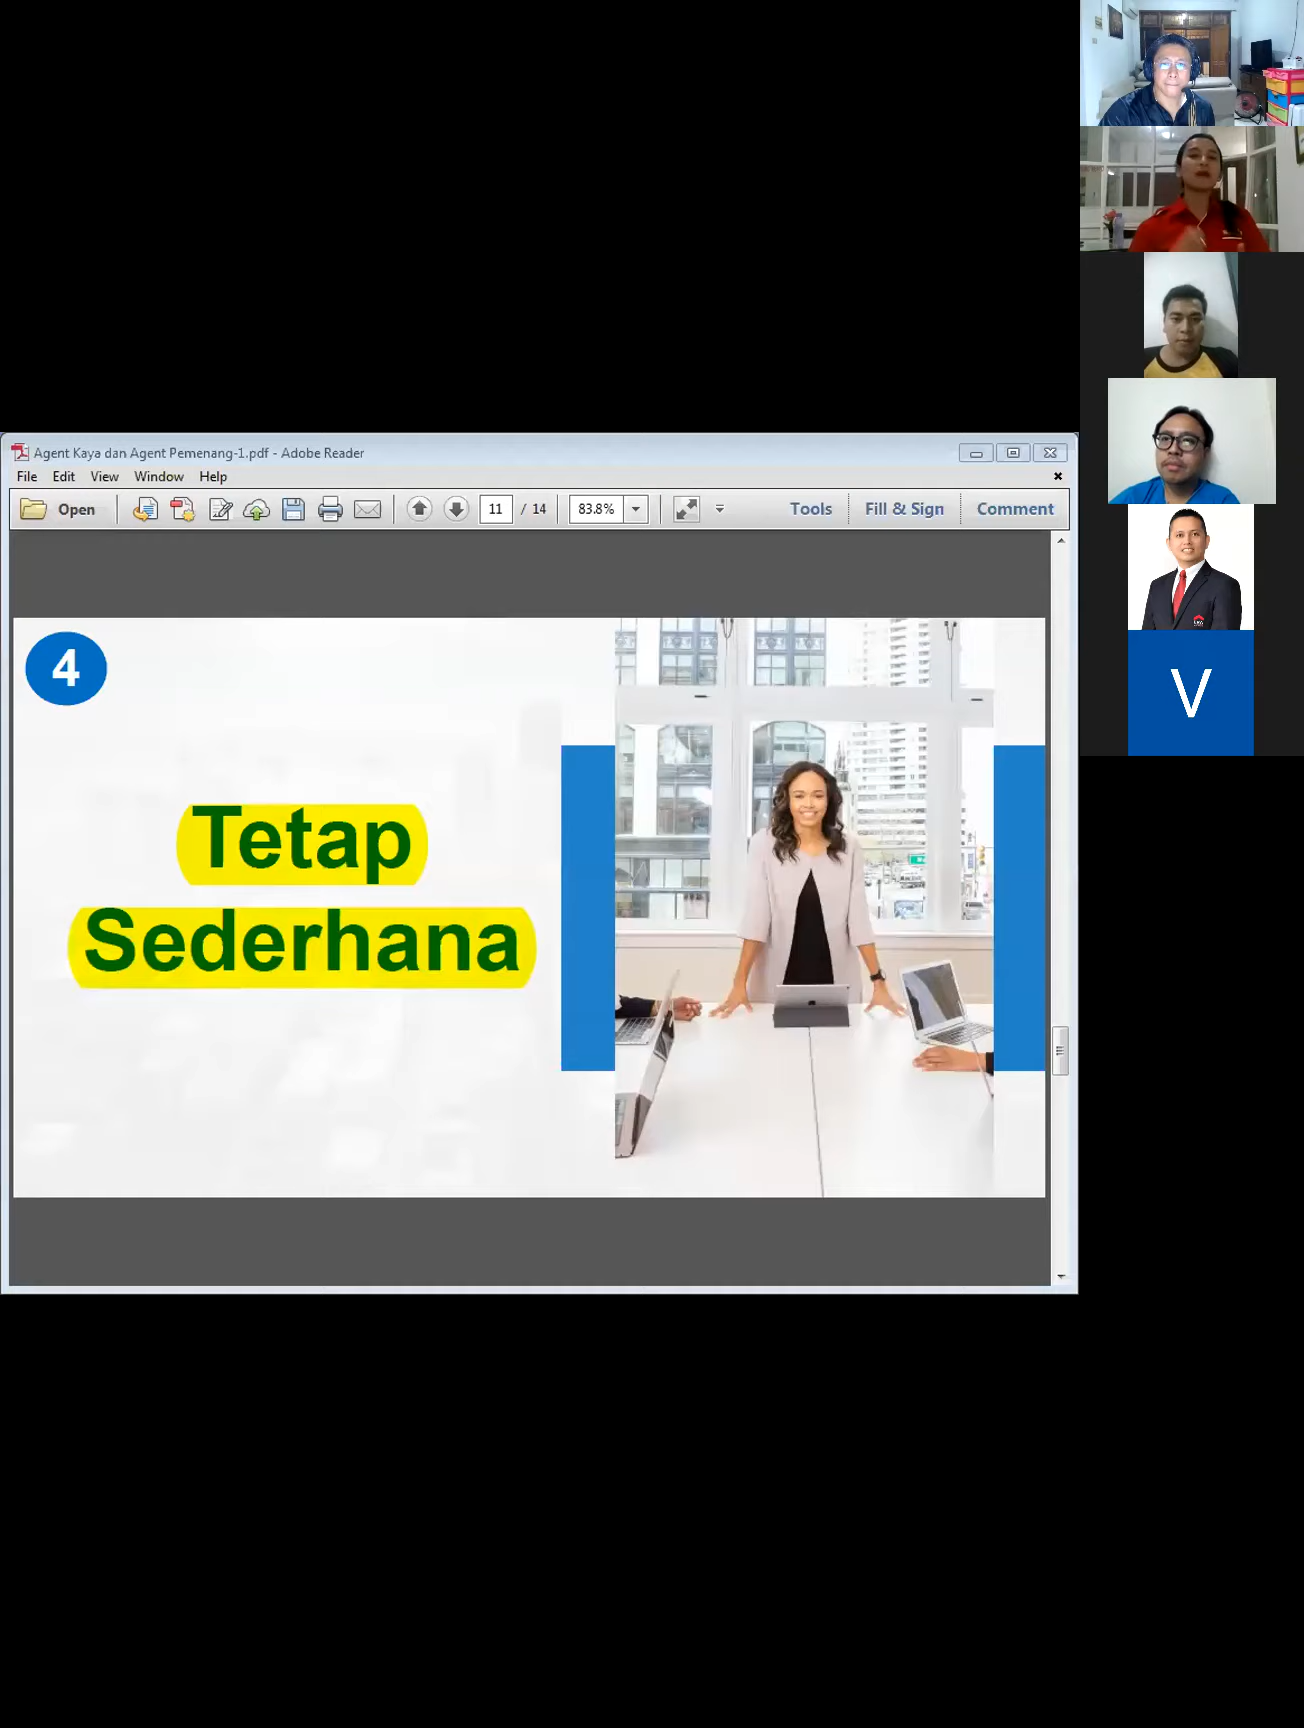 Agent Kaya dan Agent Pemenang-1.pdf - Adobe Reader
File Edit View Window Help
Open 11 / 14 83.8% Tools Fill & Sign Comment
4
Tetap
Sederhana
V